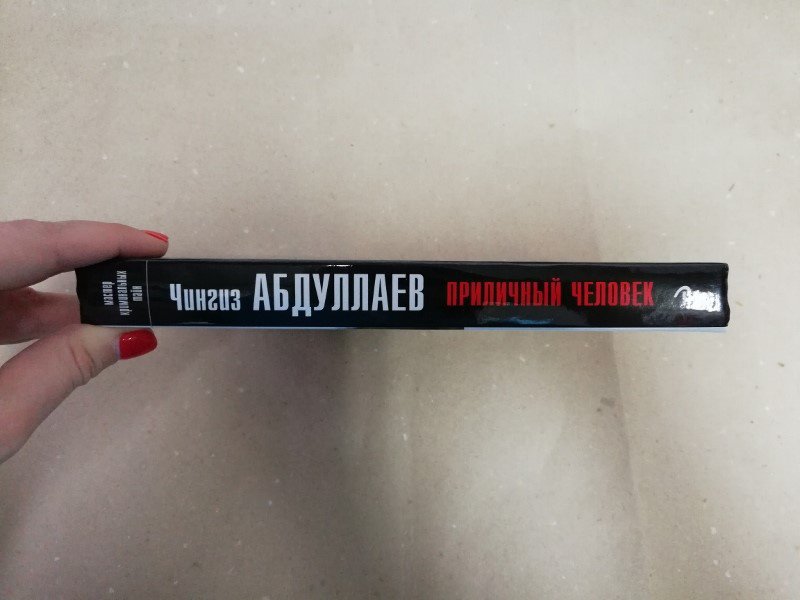 мастер
криминальных
тайн
Чингиз АБДУЛЛАЕВ ПРИЛИЧНЫЙ ЧЕЛОВЕК